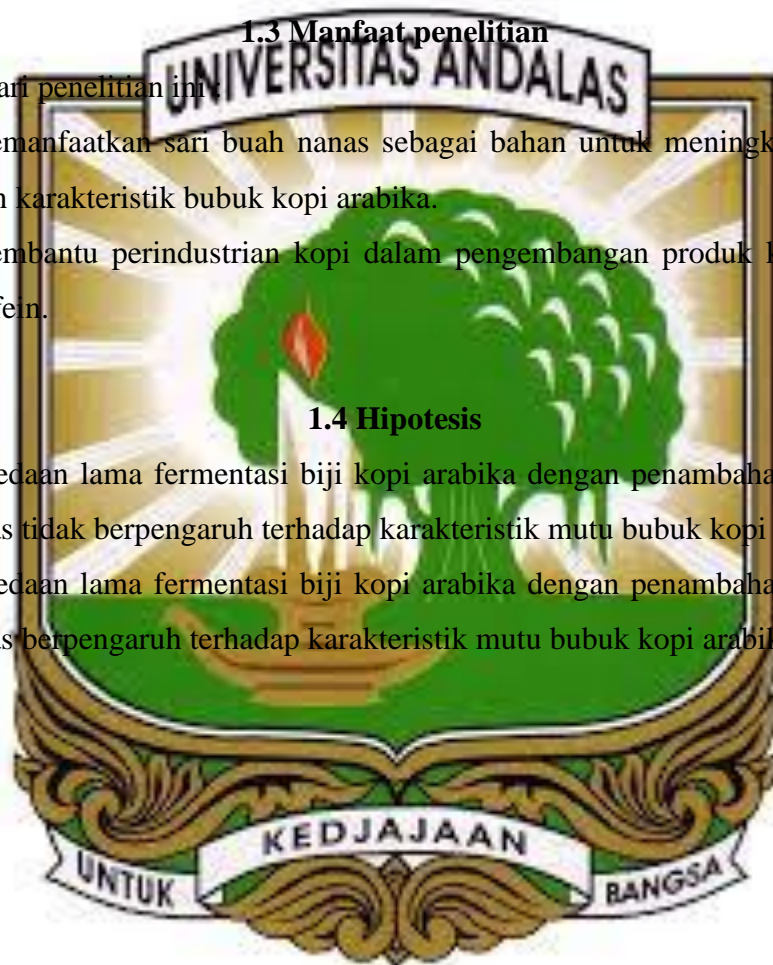 1.3 Manfaat penelitian
UNIVERSITAS ANDALAS
ari penelitian ini :
emanfaatkan sari buah nanas sebagai bahan untuk meningk
n karakteristik bubuk kopi arabika.
embantu perindustrian kopi dalam pengembangan produk k
fein.
1.4 Hipotesis
edaan lama fermentasi biji kopi arabika dengan penambaha
as tidak berpengaruh terhadap karakteristik mutu bubuk kopi
edaan lama fermentasi biji kopi arabika dengan penambaha
as berpengaruh terhadap karakteristik mutu bubuk kopi arabik
UNTUK KEDJAJAAN BANGSA